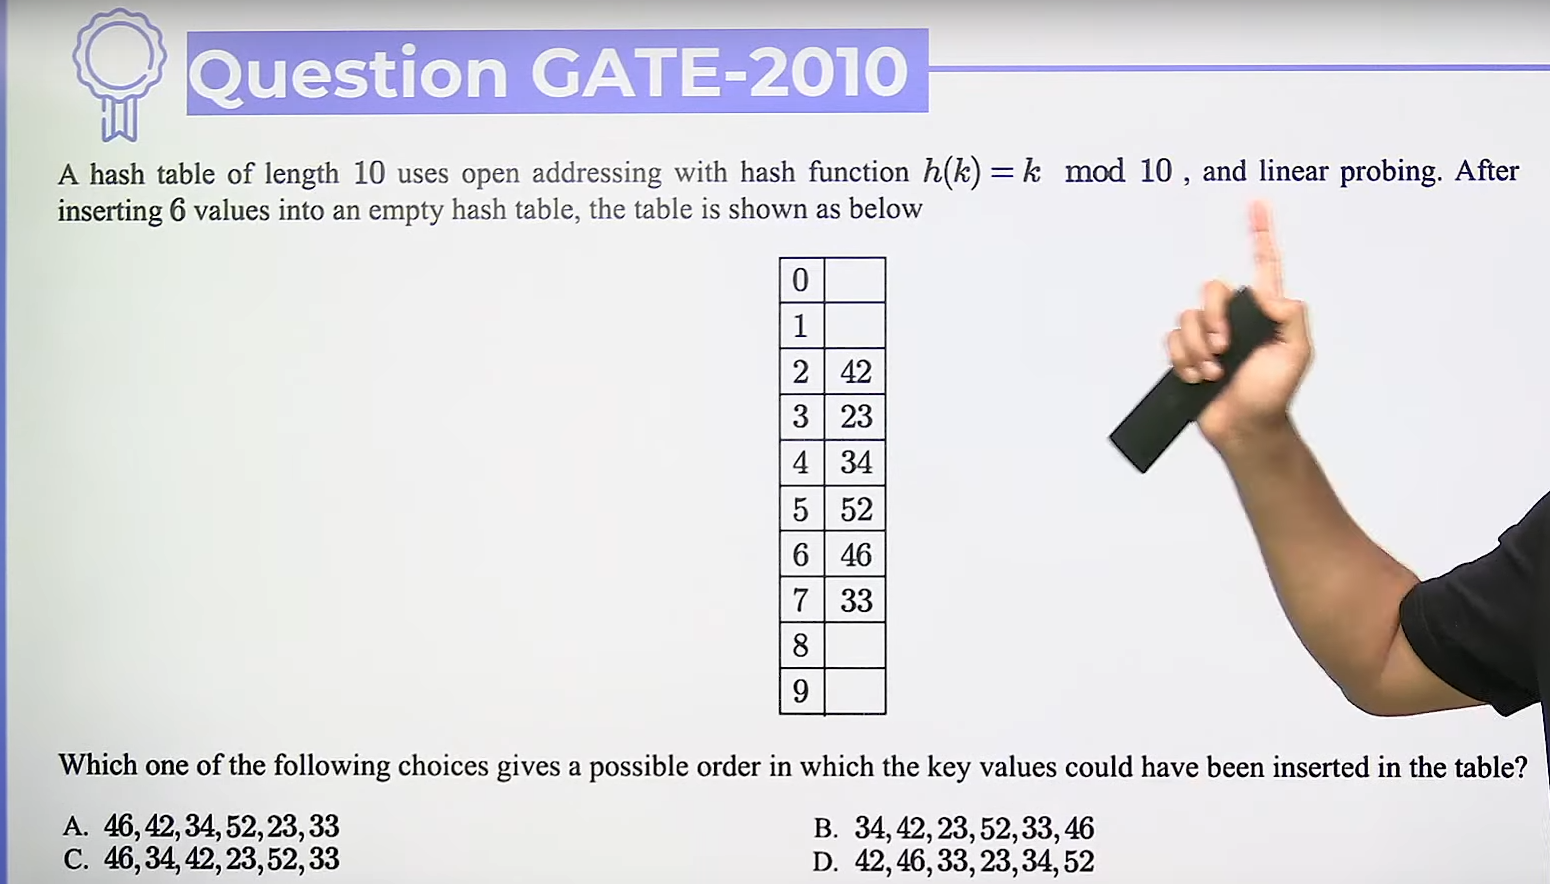 Question GATE-2010
A hash table of length 10 uses open addressing with hash function h(k) = k mod 10 , and linear probing. After
inserting 6 values into an empty hash table, the table is shown as below
0
1
2 42
3 23
4 34
5 52
6 46
7 33
8
9
Which one of the following choices gives a possible order in which the key values could have been inserted in the table?
A. 46, 42, 34, 52, 23, 33 B. 34, 42, 23, 52, 33, 46
C. 46, 34, 42, 23, 52, 33 D. 42, 46, 33, 23, 34, 52